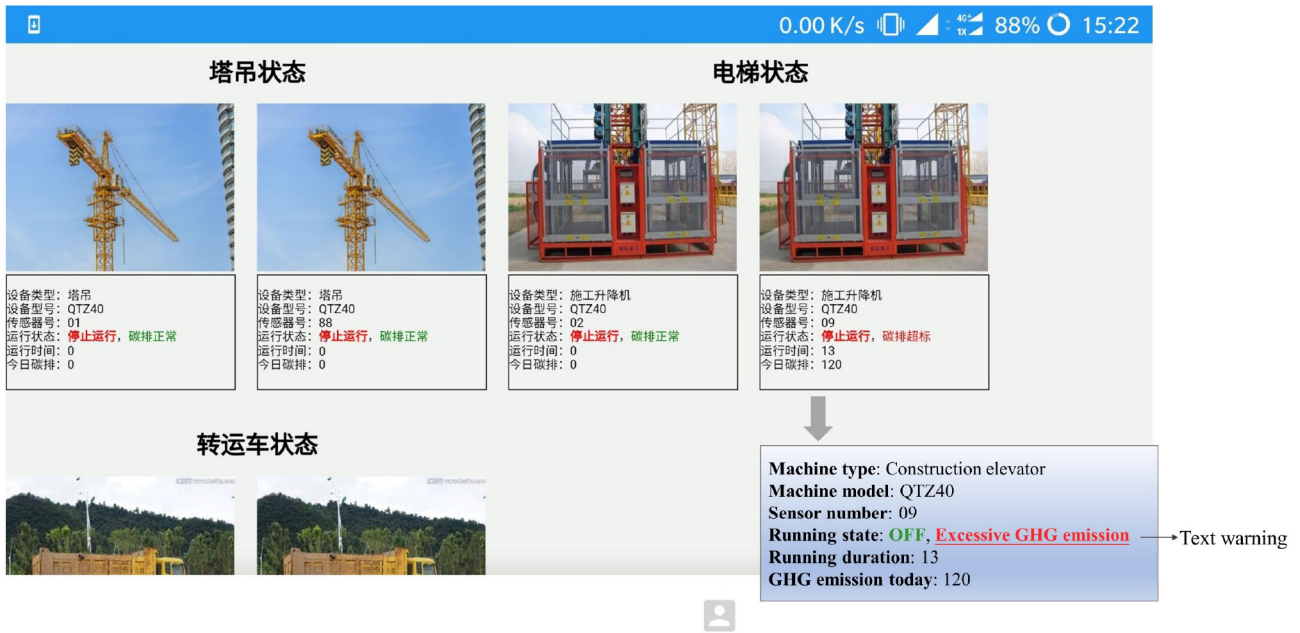 0.00 K/s 4G+ 1X 88% 15:22
塔吊状态
电梯状态
设备类型：塔吊
设备型号：QTZ40
传感器号：01
运行状态：停止运行，碳排正常
运行时间：0
今日碳排：0
设备类型：塔吊
设备型号：QTZ40
传感器号：88
运行状态：停止运行，碳排正常
运行时间：0
今日碳排：0
设备类型：施工升降机
设备型号：QTZ40
传感器号：02
运行状态：停止运行，碳排正常
运行时间：0
今日碳排：0
设备类型：施工升降机
设备型号：QTZ40
传感器号：09
运行状态：停止运行，碳排超标
运行时间：13
今日碳排：120
转运车状态
Machine type: Construction elevator
Machine model: QTZ40
Sensor number: 09
Running state: OFF, Excessive GHG emission
Running duration: 13
GHG emission today: 120
Text warning